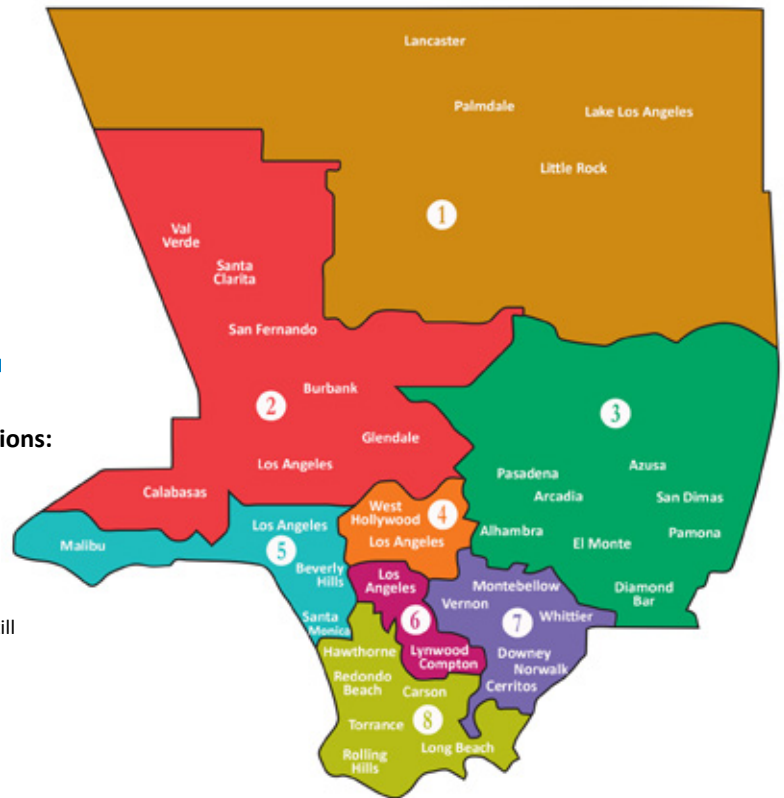 Lancaster
Palmdale
Lake Los Angeles
Little Rock
1
Val
Verde
Santa
Clarita
San Fernando
Burbank
2
Glendale
Los Angeles
Calabasas
ions:
3
Azusa
Pasadena
Arcadia
San Dimas
Alhambra
El Monte
Pamona
Diamond
Bar
West
Hollywood
4
Los Angeles
Los Angeles
5
Malibu
Beverly
Hills
Santa
Monica
ill
Los
Angeles
6
Lynwood
Compton
Montebellow
Vernon
7
Whittier
Downey
Norwalk
Cerritos
Hawthorne
Redondo
Beach
Carson
8
Torrance
Long Beach
Rolling
Hills